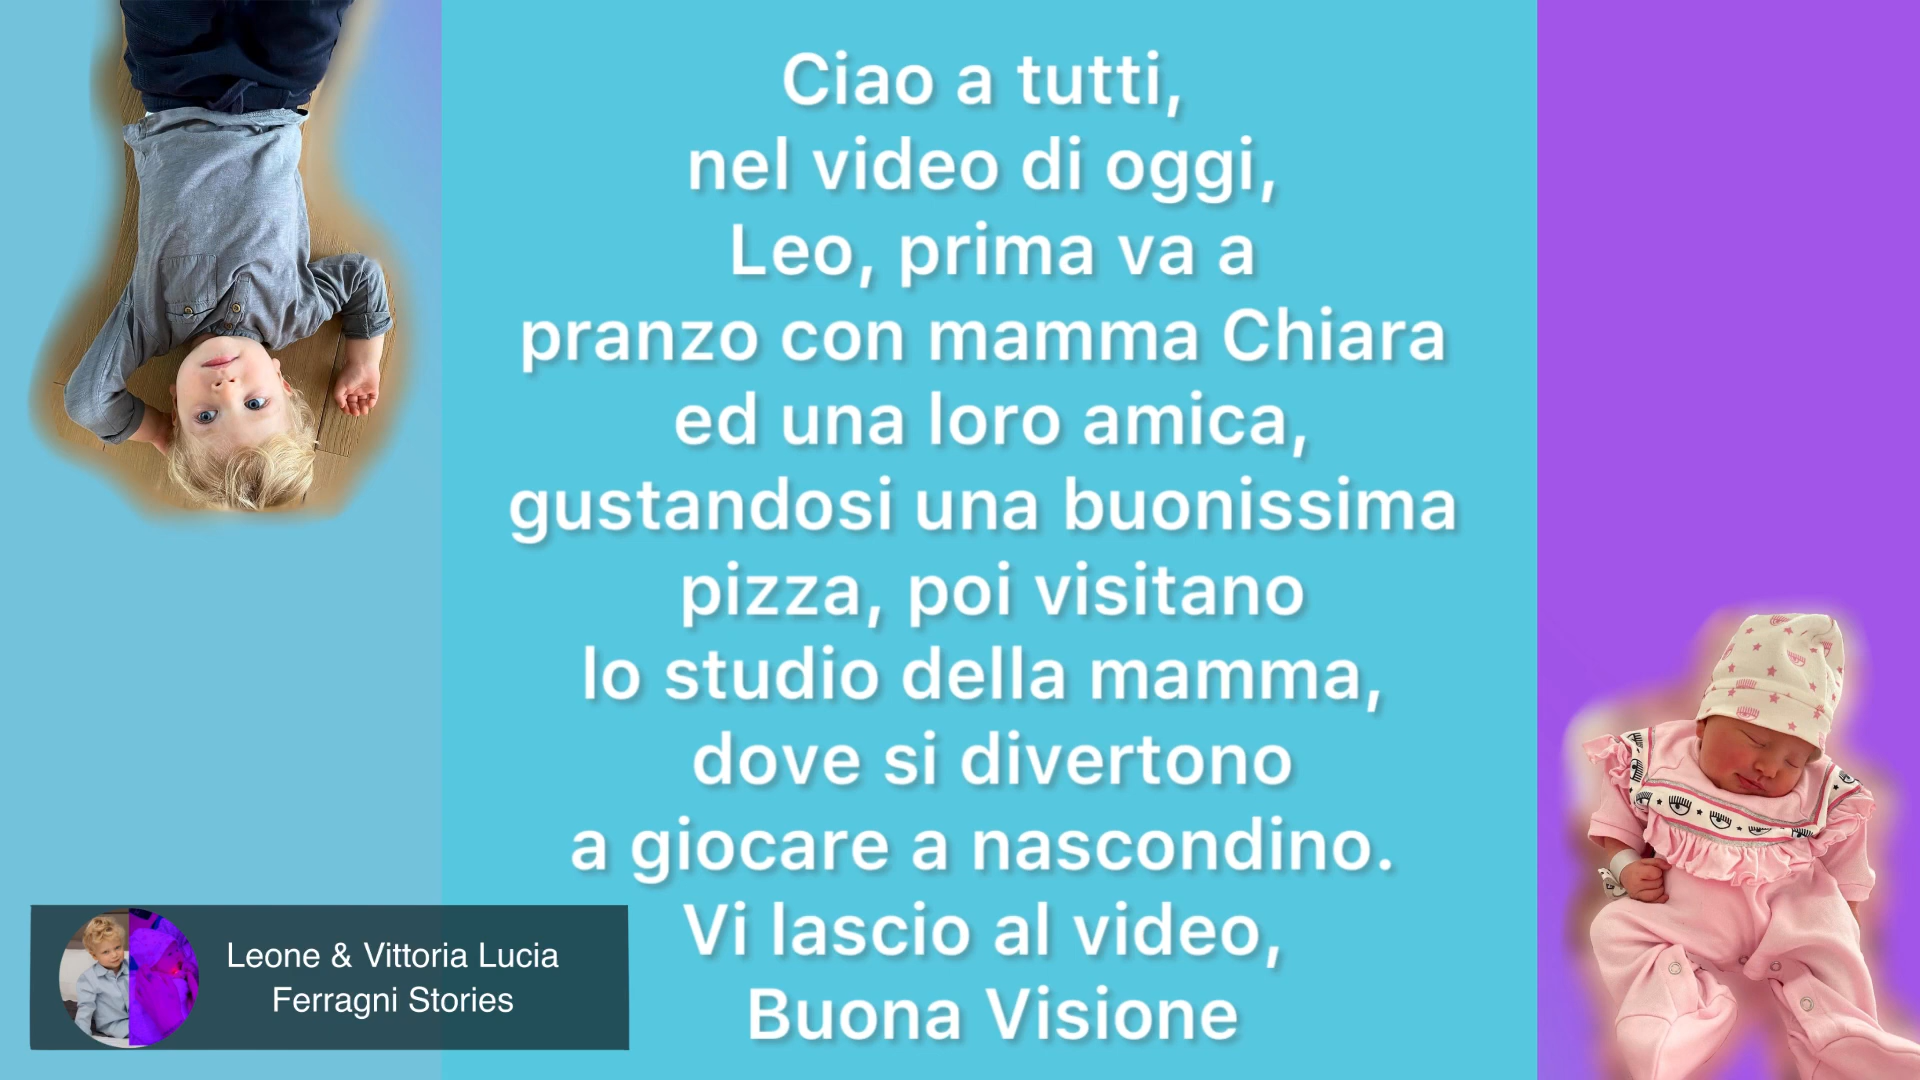 Ciao a tutti,
nel video di oggi,
Leo, prima va a
pranzo con mamma Chiara
ed una loro amica,
gustandosi una buonissima
pizza, poi visitano
lo studio della mamma,
dove si divertono
a giocare a nascondino.
Vi lascio al video,
Buona Visione
Leone & Vittoria Lucia
Ferragni Stories